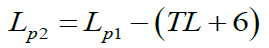 L_{p2} = L_{p1} − (TL + 6)